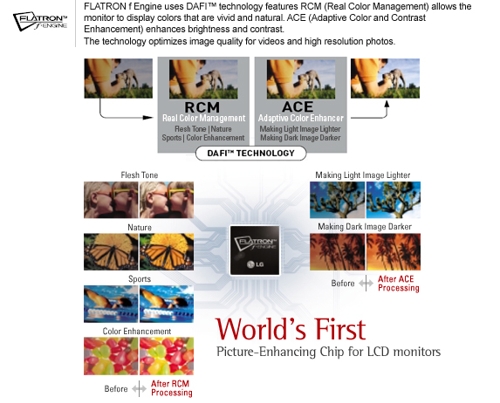 FLATRON™
f ENGINE
FLATRON f Engine uses DAFI™ technology features RCM (Real Color Management) allows the
monitor to display colors that are vivid and natural. ACE (Adaptive Color and Contrast
Enhancement) enhances brightness and contrast.
The technology optimizes image quality for videos and high resolution photos.
RCM
Real Color Management
Flesh Tone | Nature
Sports | Color Enhancement
ACE
Adaptive Color Enhancer
Making Light Image Lighter
Making Dark Image Darker
DAFI™ TECHNOLOGY
Flesh Tone
Nature
Sports
Color Enhancement
Before
After RCM
Processing
Making Light Image Lighter
Making Dark Image Darker
Before
After ACE
Processing
FLATRON™
f ENGINE
LG
World's First
Picture-Enhancing Chip for LCD monitors